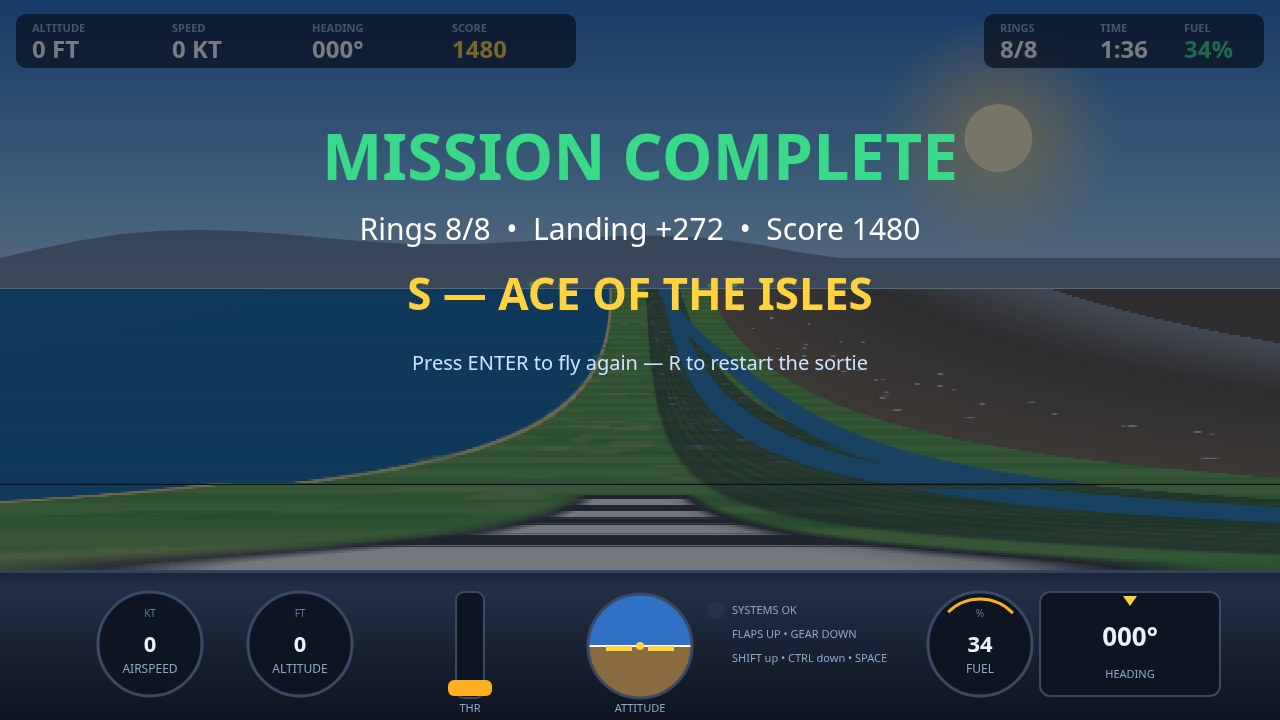 ALTITUDE SPEED HEADING SCORE
0 FT 0 KT 000° 1480
RINGS TIME FUEL
8/8 1:36 34%
MISSION COMPLETE
Rings 8/8 • Landing +272 • Score 1480
S — ACE OF THE ISLES
Press ENTER to fly again — R to restart the sortie
KT
0
AIRSPEED
FT
0
ALTITUDE
THR
ATTITUDE
SYSTEMS OK
FLAPS UP • GEAR DOWN
SHIFT up • CTRL down • SPACE
%
34
FUEL
000°
HEADING